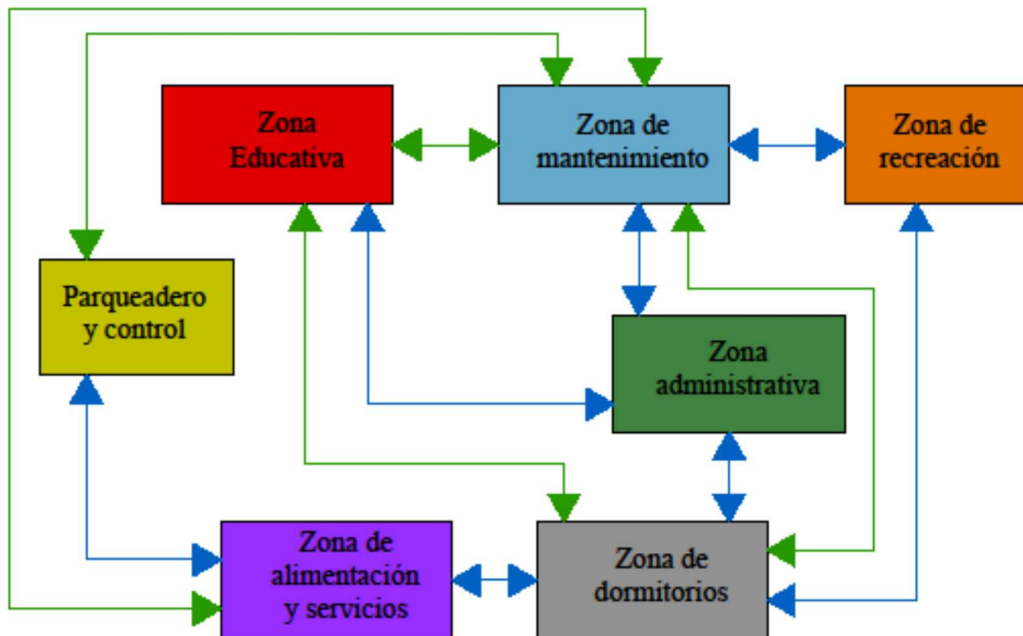 Zona
Educativa
Zona de
mantenimiento
Zona de
recreación
Parqueadero
y control
Zona
administrativa
Zona de
alimentación
y servicios
Zona de
dormitorios